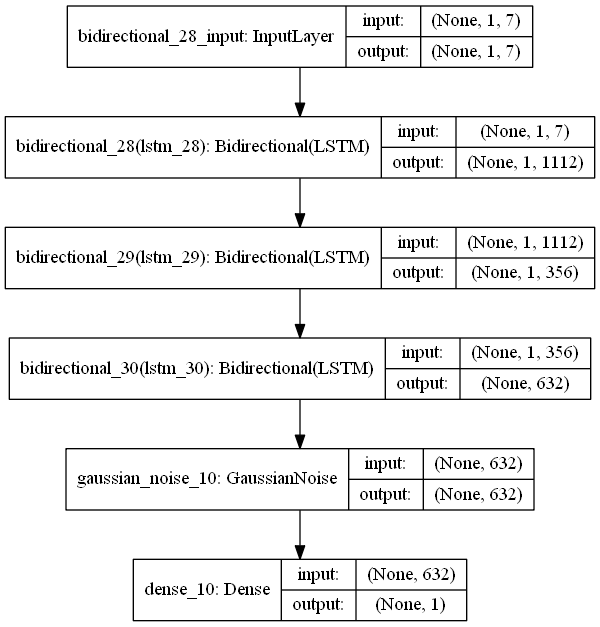 bidirectional_28_input: InputLayer
input: (None, 1, 7)
output: (None, 1, 7)
bidirectional_28(lstm_28): Bidirectional(LSTM)
input: (None, 1, 7)
output: (None, 1, 1112)
bidirectional_29(lstm_29): Bidirectional(LSTM)
input: (None, 1, 1112)
output: (None, 1, 356)
bidirectional_30(lstm_30): Bidirectional(LSTM)
input: (None, 1, 356)
output: (None, 632)
gaussian_noise_10: GaussianNoise
input: (None, 632)
output: (None, 632)
dense_10: Dense
input: (None, 632)
output: (None, 1)